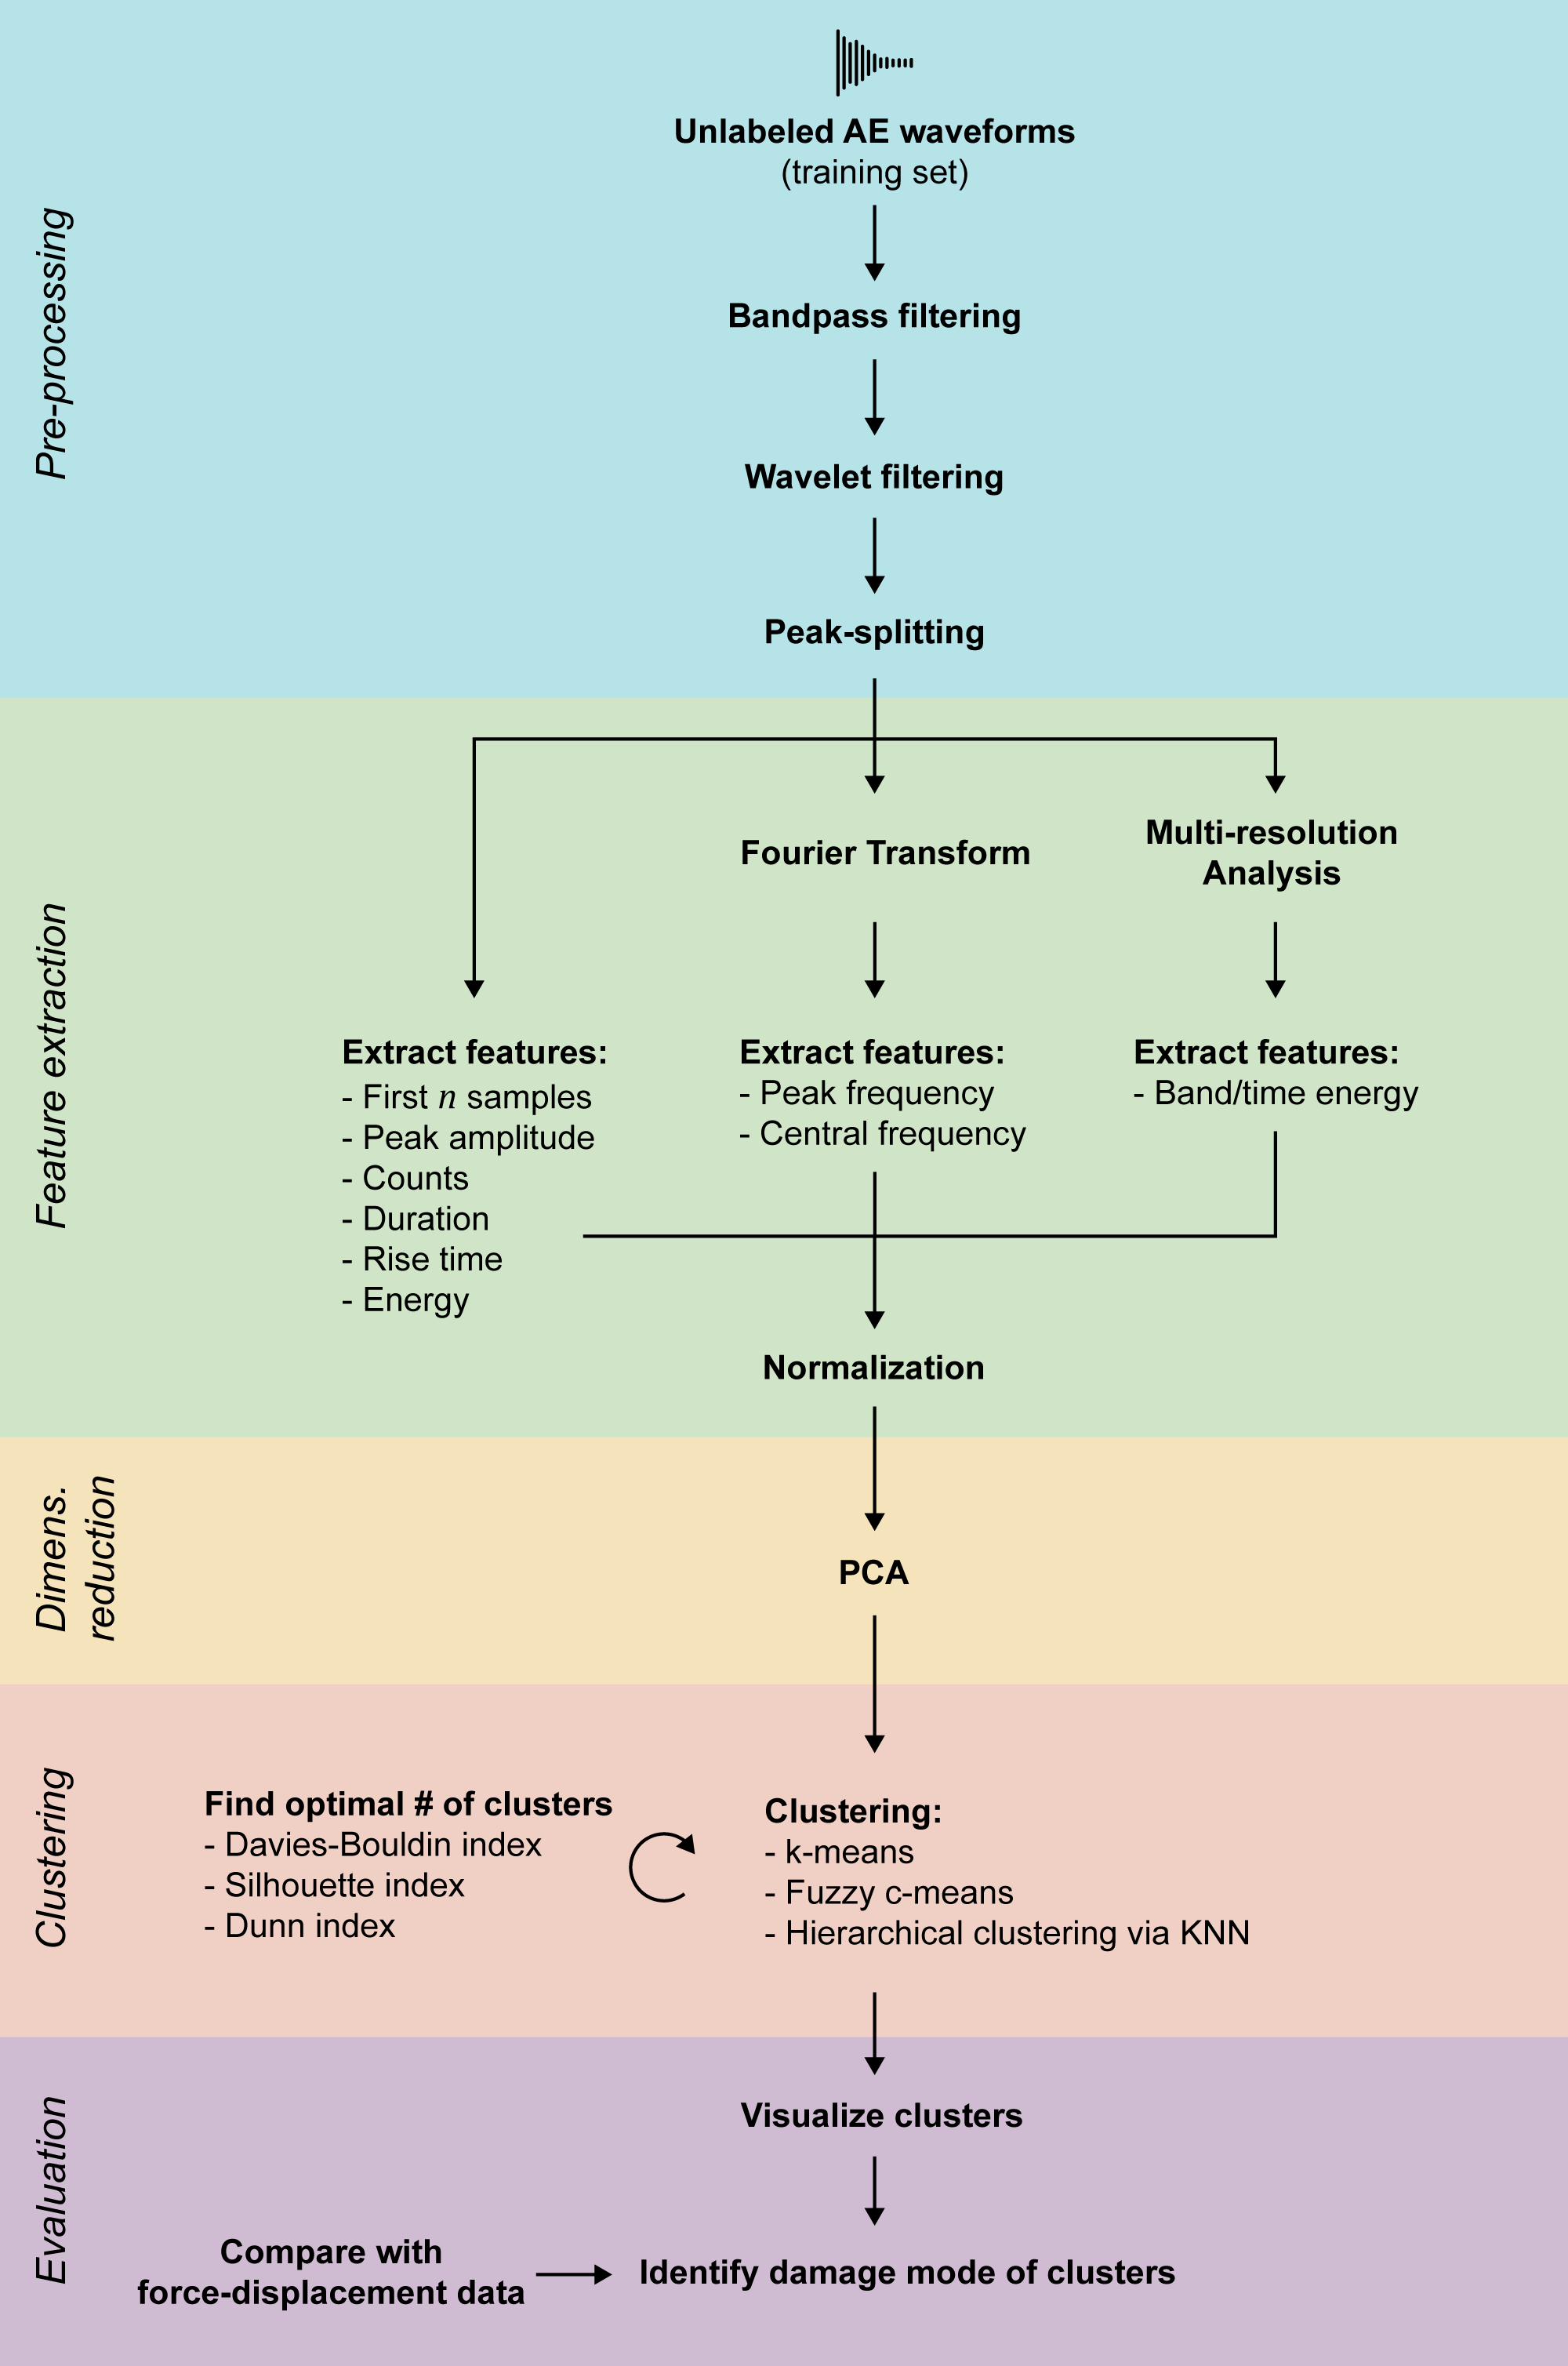 Pre-processing
Unlabeled AE waveforms
(training set)
Bandpass filtering
Wavelet filtering
Peak-splitting
Feature extraction
Fourier Transform
Multi-resolution
Analysis
Extract features:
- First n samples
- Peak amplitude
- Counts
- Duration
- Rise time
- Energy
Extract features:
- Peak frequency
- Central frequency
Extract features:
- Band/time energy
Normalization
Dimens.
reduction
PCA
Clustering
Find optimal # of clusters
- Davies-Bouldin index
- Silhouette index
- Dunn index
Clustering:
- k-means
- Fuzzy c-means
- Hierarchical clustering via KNN
Evaluation
Visualize clusters
Compare with
force-displacement data
Identify damage mode of clusters